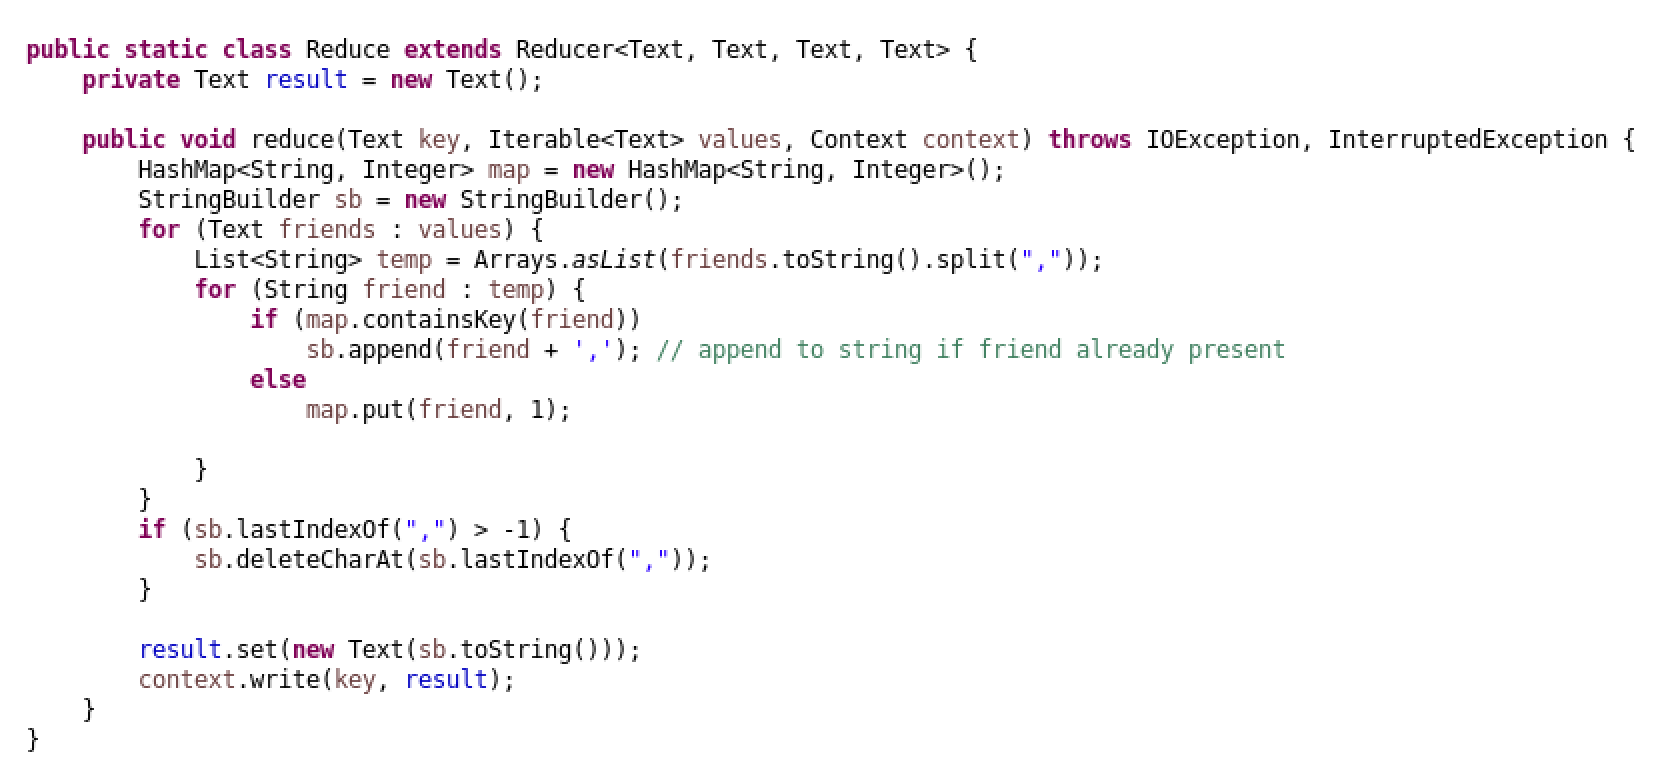 public static class Reduce extends Reducer<Text, Text, Text, Text> {
    private Text result = new Text();

    public void reduce(Text key, Iterable<Text> values, Context context) throws IOException, InterruptedException {
        HashMap<String, Integer> map = new HashMap<String, Integer>();
        StringBuilder sb = new StringBuilder();
        for (Text friends : values) {
            List<String> temp = Arrays.asList(friends.toString().split(","));
            for (String friend : temp) {
                if (map.containsKey(friend))
                    sb.append(friend + ','); // append to string if friend already present
                else
                    map.put(friend, 1);

            }
        }
        if (sb.lastIndexOf(",") > -1) {
            sb.deleteCharAt(sb.lastIndexOf(","));
        }

        result.set(new Text(sb.toString()));
        context.write(key, result);
    }
}